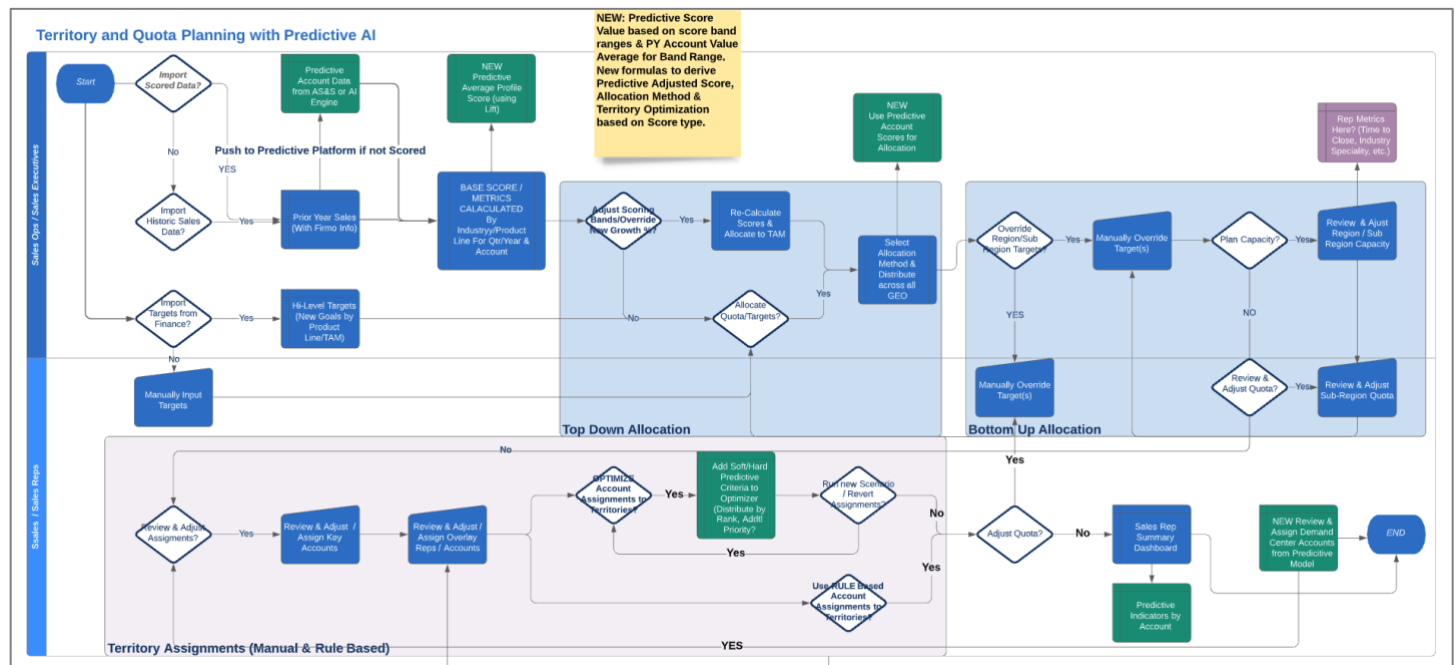 Territory and Quota Planning with Predictive AI
NEW: Predictive Score
Value based on score band
ranges & PY Account Value
Average for Band Range.
New formulas to derive
Predictive Adjusted Score,
Allocation Method &
Territory Optimization
based on Score type.
Sales Ops / Sales Executives
Start
Import
Scored Data?
Predictive
Account Data
from AS&S or AI
Engine
NEW
Predictive
Average Profile
Score (using
Lift)
NEW
Use Predictive
Account
Scores for
Allocation
Rep Metrics
Here? (Time to
Close, Industry
Speciality, etc.)
No
YES
Push to Predictive Platform if not Scored
Import
Historic Sales
Data?
Yes
Prior Year Sales
(With Firmo Info)
BASE SCORE /
METRICS
CALACULATED
By
Industryy/Product
Line For Qtr/Year &
Account
Adjust Scoring
Bands/Override
New Growth %?
Yes
Re-Calculate
Scores &
Allocate to TAM
Select
Allocation
Method &
Distribute
across all
GEO
Override
Region/Sub
Region Targets?
Yes
Manually Override
Target(s)
Plan Capacity?
Yes
Review & Ajust
Region / Sub
Region Capacity
Import
Targets from
Finance?
Yes
Hi-Level Targets
(New Goals by
Product
Line/TAM)
No
Allocate
Quota/Targets?
Yes
YES
NO
No
Manually Input
Targets
Manually Override
Target(s)
Review &
Adjust Quota?
Yes
Review & Adjust
Sub-Region Quota
Top Down Allocation
Bottom Up Allocation
Ssales / Sales Reps
No
Yes
Review & Adjust
Assigments?
Yes
Review & Adjust /
Assign Key
Accounts
Review & Adjust /
Assign Overlay
Reps / Accounts
OPTIMIZE
Account
Assignments to
Territories?
Yes
Add Soft/Hard
Predictive
Criteria to
Optimizer
(Distribute by
Rank, Addtl
Priority?
Run new Scenario
/ Revert
Assignments?
No
Yes
Adjust Quota?
No
Sales Rep
Summary
Dashboard
NEW Review &
Assign Demand
Center Accounts
from Predicitive
Model
END
Use RULE Based
Account
Assignments to
Territories?
Yes
Predictive
Indicators by
Account
YES
Territory Assignments (Manual & Rule Based)